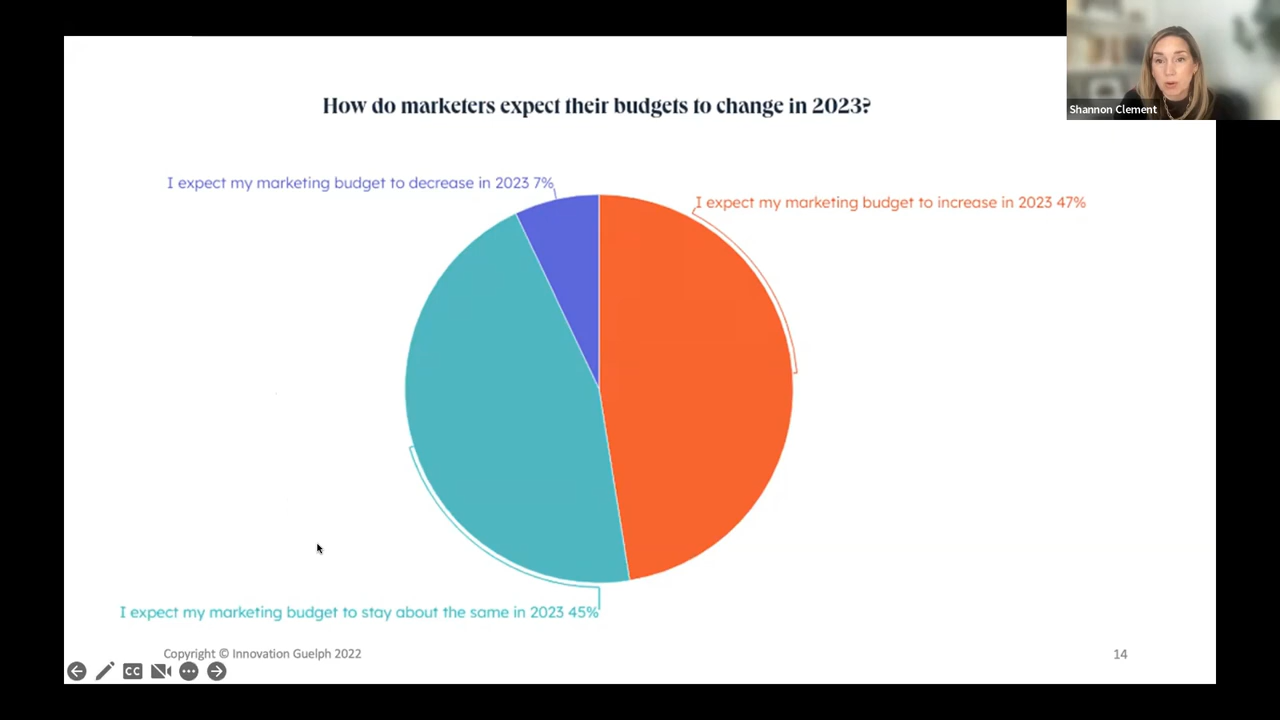 How do marketers expect their budgets to change in 2023?
Shannon Clement
I expect my marketing budget to decrease in 2023 7%
I expect my marketing budget to increase in 2023 47%
I expect my marketing budget to stay about the same in 2023 45%
Copyright © Innovation Guelph 2022
14
CC